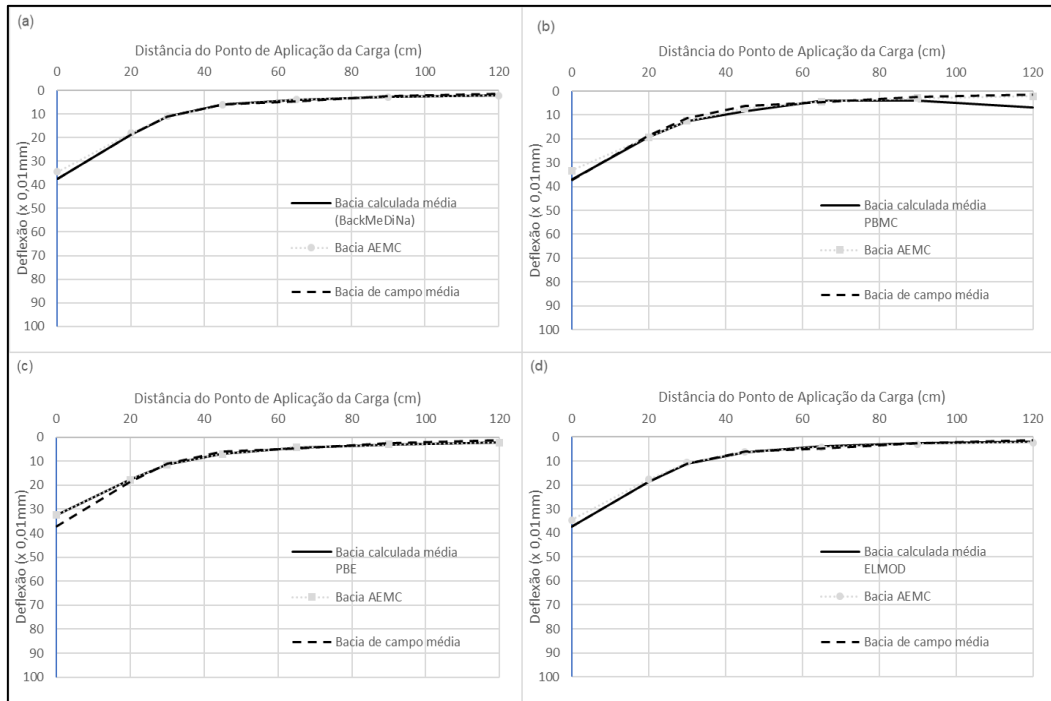 (a)
Distância do Ponto de Aplicação da Carga (cm)
0 20 40 60 80 100 120
Deflexão (x 0,01mm)
0
10
20
30
40
50
60
70
80
90
100
Bacia calculada média
(BackMeDiNa)
Bacia AEMC
Bacia de campo média
(b)
Distância do Ponto de Aplicação da Carga (cm)
0 20 40 60 80 100 120
Deflexão (x 0,01mm)
0
10
20
30
40
50
60
70
80
90
100
Bacia calculada média
PBMC
Bacia AEMC
Bacia de campo média
(c)
Distância do Ponto de Aplicação da Carga (cm)
0 20 40 60 80 100 120
Deflexão (x 0,01mm)
0
10
20
30
40
50
60
70
80
90
100
Bacia calculada média
PBE
Bacia AEMC
Bacia de campo média
(d)
Distância do Ponto de Aplicação da Carga (cm)
0 20 40 60 80 100 120
Deflexão (x 0,01mm)
0
10
20
30
40
50
60
70
80
90
100
Bacia calculada média
ELMOD
Bacia AEMC
Bacia de campo média